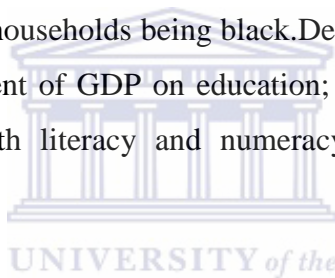 households being black.De
ent of GDP on education;
th literacy and numeracy
UNIVERSITY of the